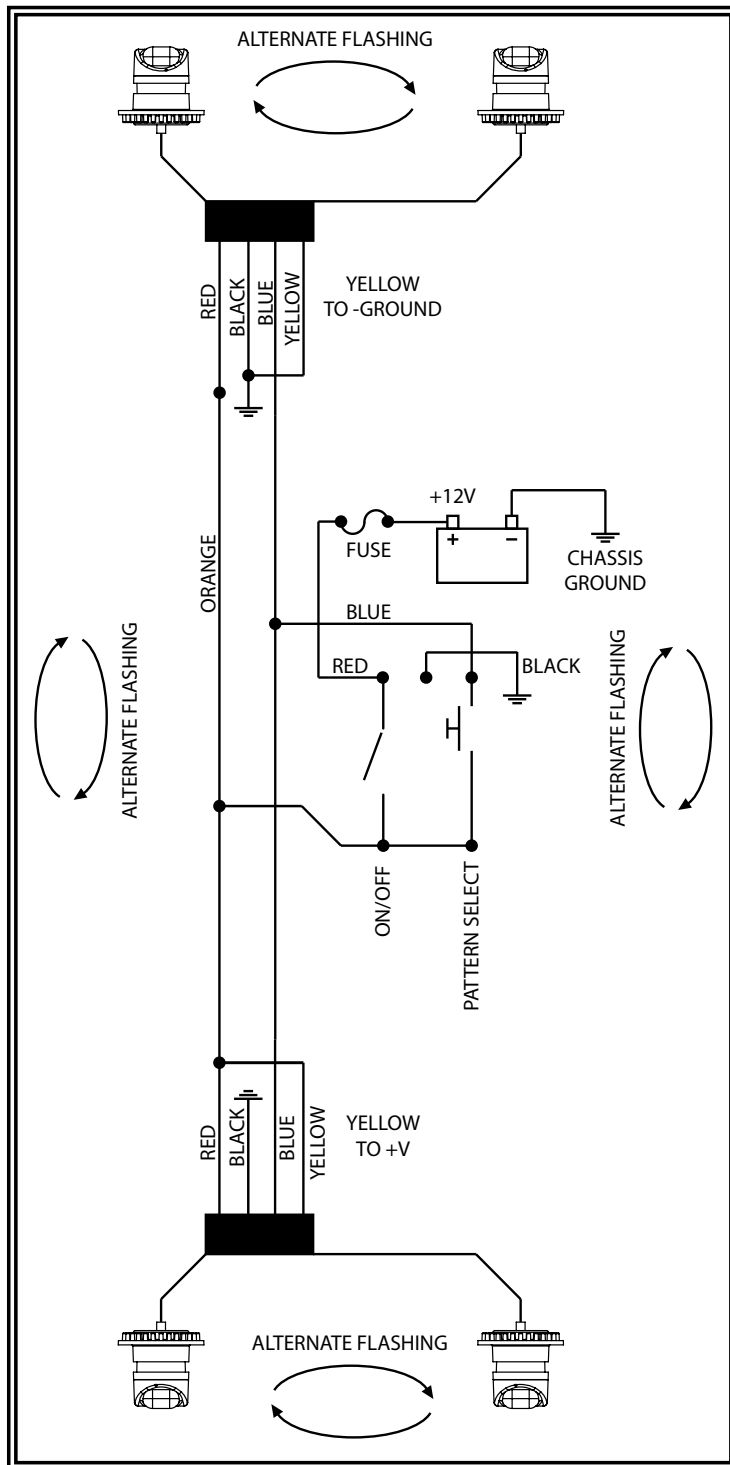 ALTERNATE FLASHING
RED
BLACK
BLUE
YELLOW
YELLOW
TO -GROUND
+12V
+
−
FUSE
CHASSIS
GROUND
ORANGE
BLUE
RED
BLACK
ALTERNATE FLASHING
ALTERNATE FLASHING
ON/OFF
PATTERN SELECT
RED
BLACK
BLUE
YELLOW
YELLOW
TO +V
ALTERNATE FLASHING